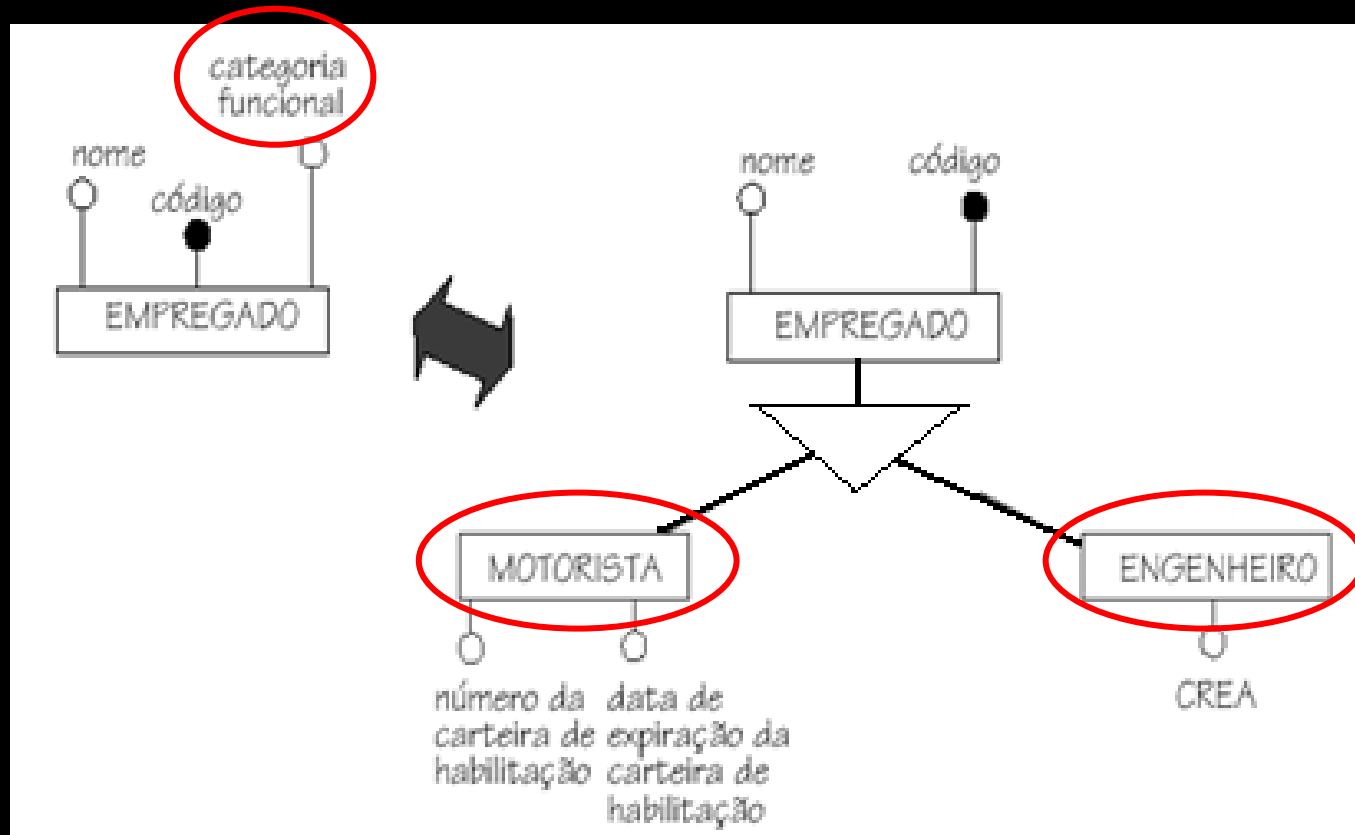 categoria
funcional
nome
código
EMPREGADO
nome
código
EMPREGADO
MOTORISTA
ENGENHEIRO
número da
carteira de
habilitação
data de
expiração da
carteira de
habilitação
CREA